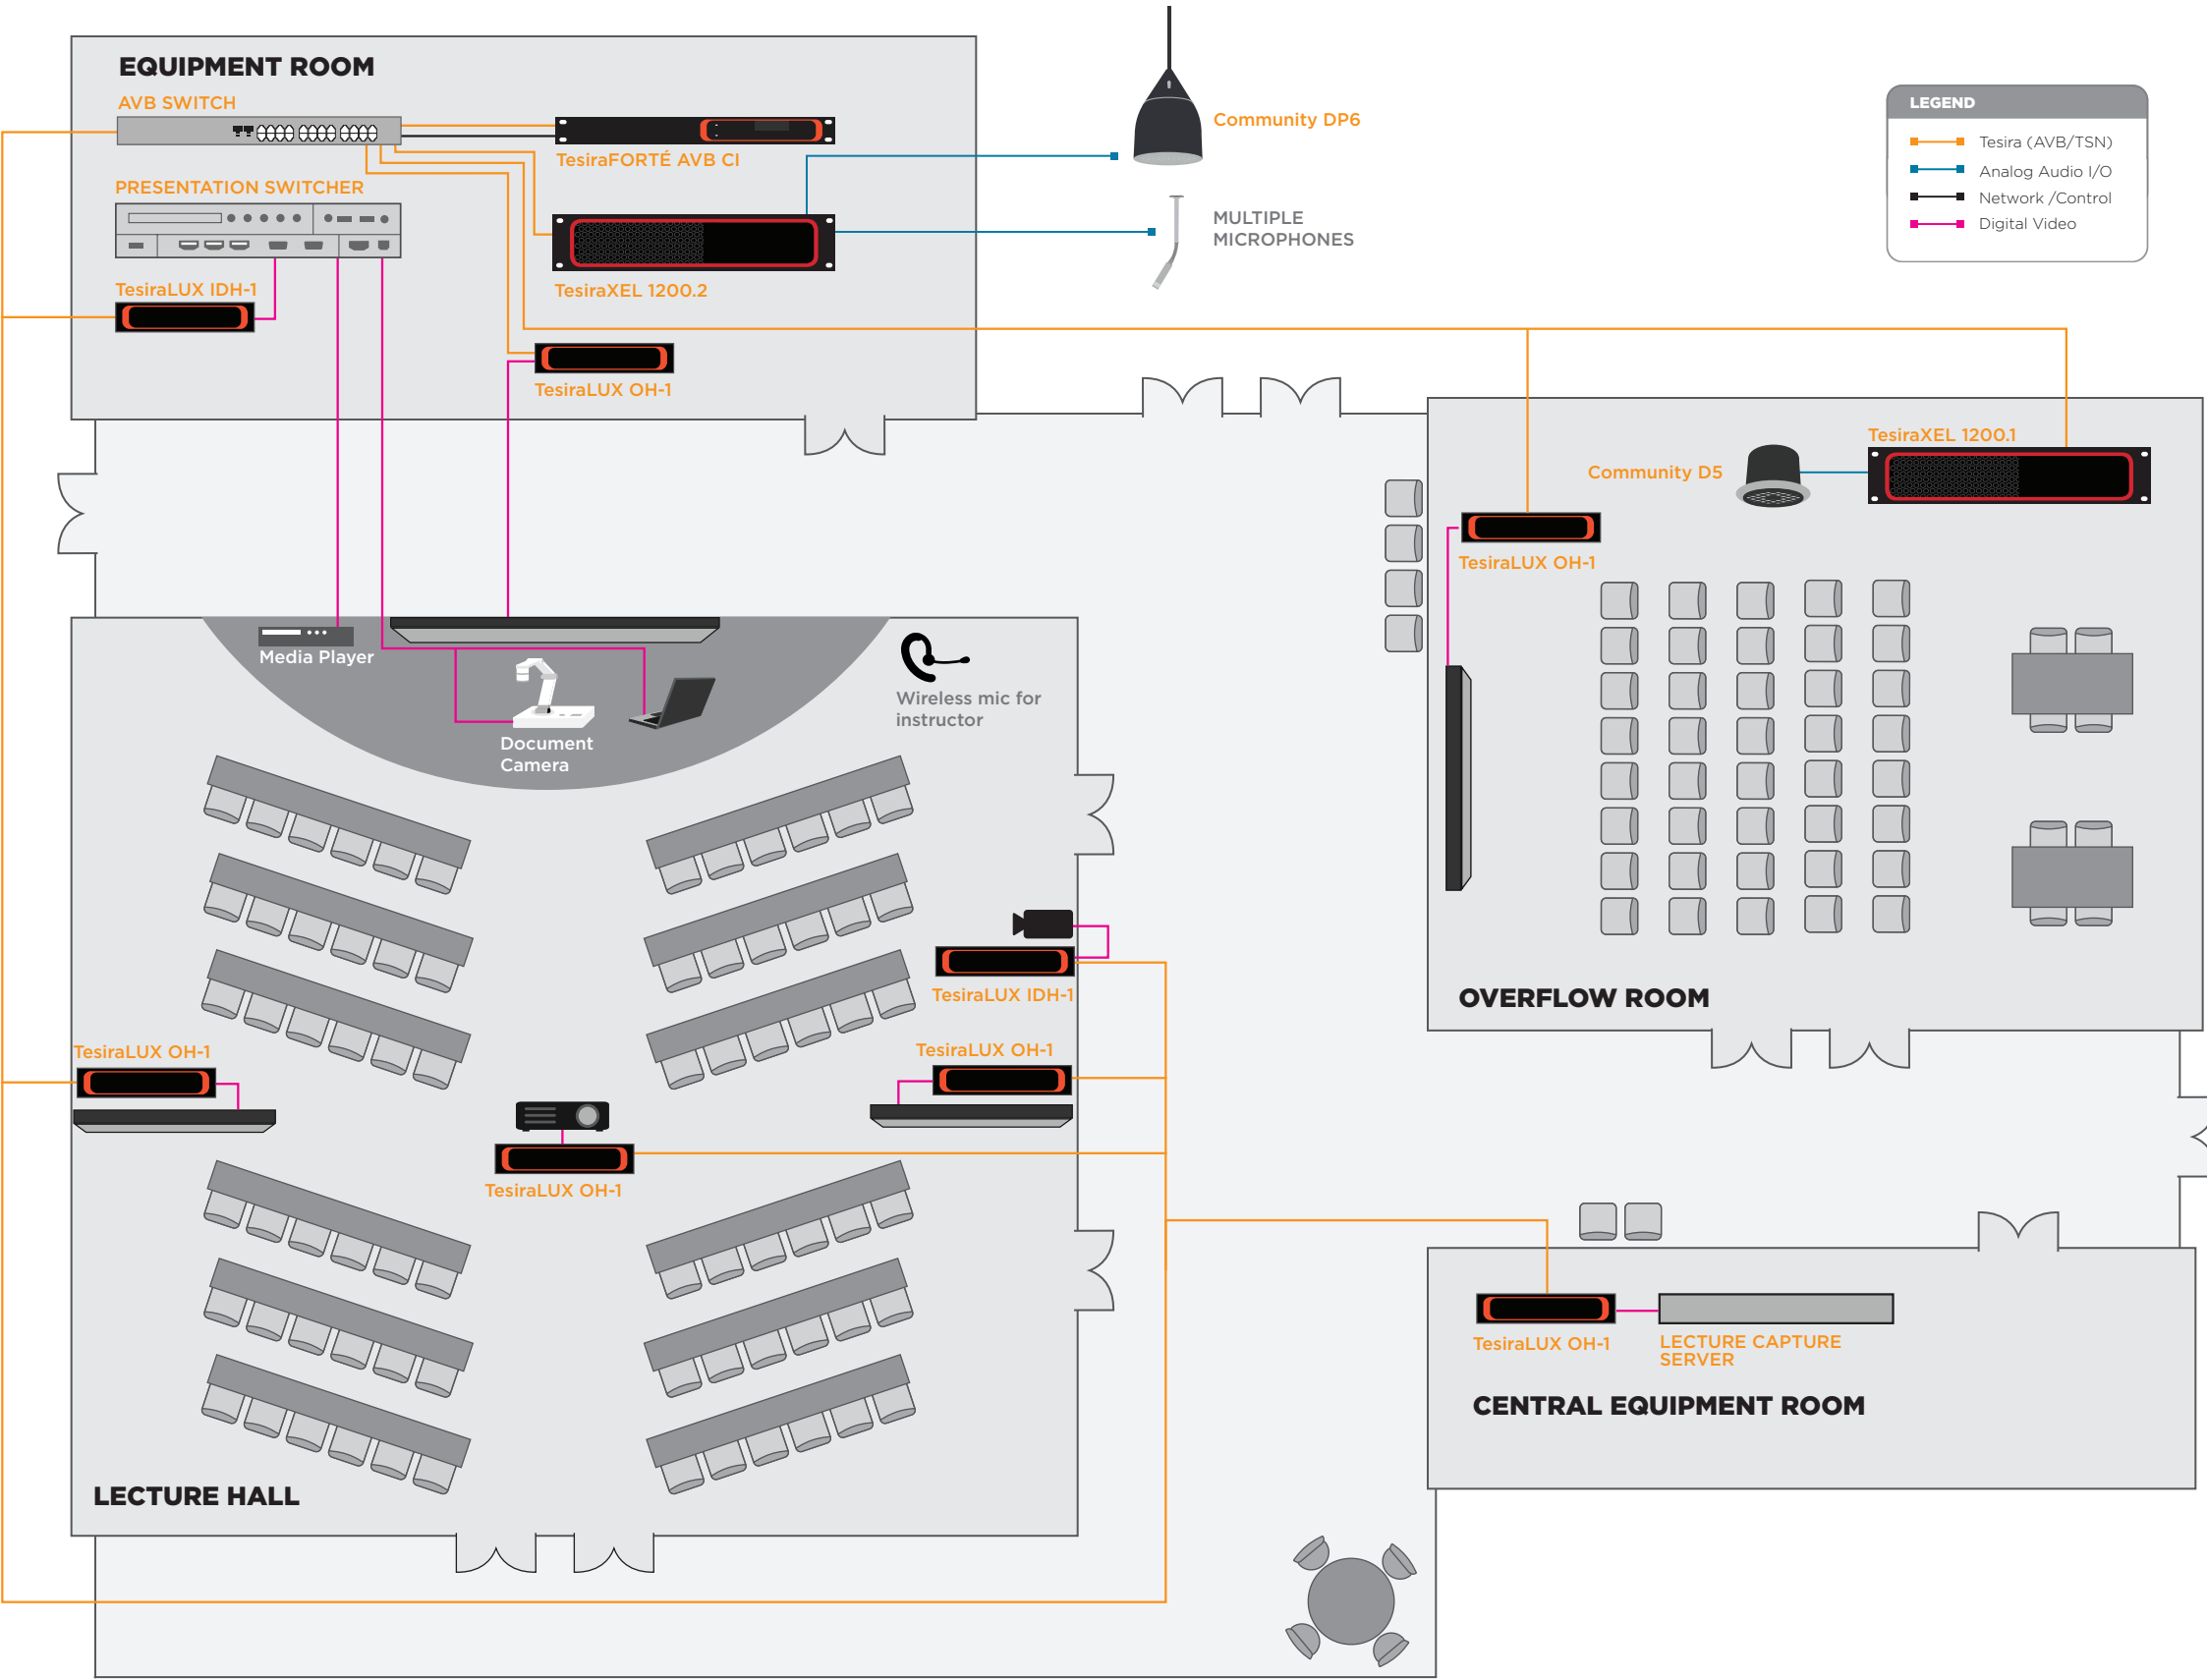 EQUIPMENT ROOM
AVB SWITCH
TesiraFORTÉ AVB CI
PRESENTATION SWITCHER
TesiraLUX IDH-1
TesiraXEL 1200.2
TesiraLUX OH-1
Community DP6
MULTIPLE
MICROPHONES
LEGEND
Tesira (AVB/TSN)
Analog Audio I/O
Network /Control
Digital Video
TesiraXEL 1200.1
Community D5
TesiraLUX OH-1
OVERFLOW ROOM
Media Player
Document
Camera
Wireless mic for
instructor
TesiraLUX IDH-1
TesiraLUX OH-1
TesiraLUX OH-1
TesiraLUX OH-1
LECTURE HALL
TesiraLUX OH-1
LECTURE CAPTURE
SERVER
CENTRAL EQUIPMENT ROOM